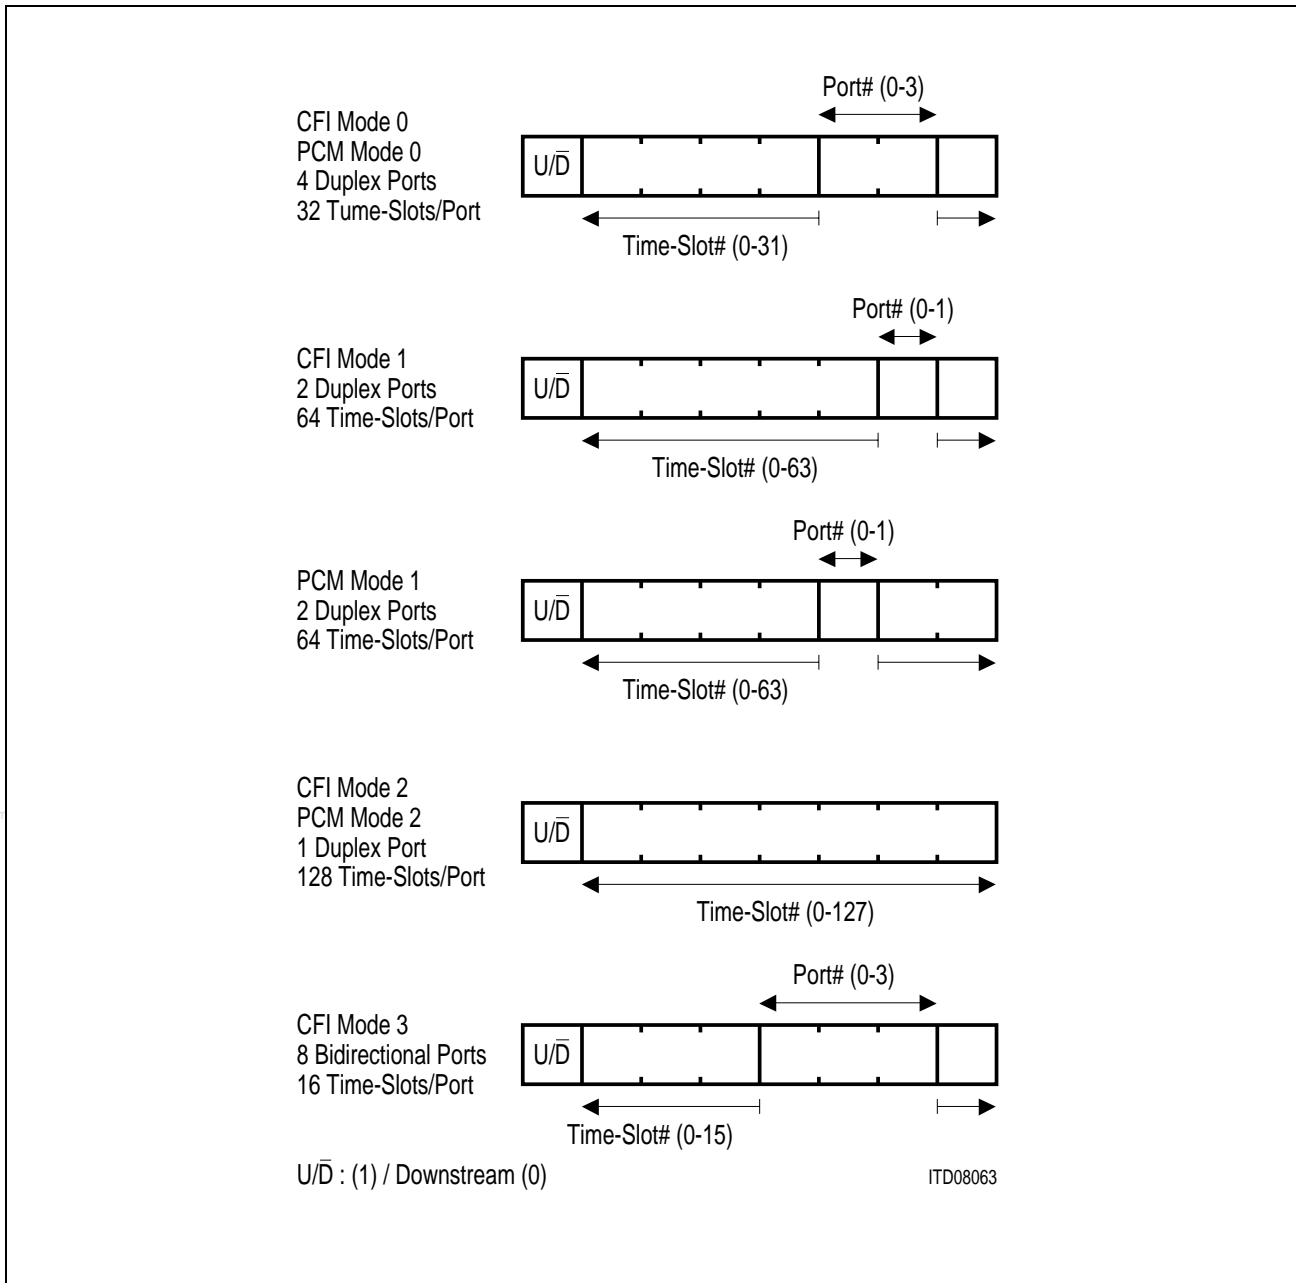 Port# (0-3)
CFI Mode 0
PCM Mode 0
4 Duplex Ports
32 Tume-Slots/Port
U/D̅
Time-Slot# (0-31)
Port# (0-1)
CFI Mode 1
2 Duplex Ports
64 Time-Slots/Port
U/D̅
Time-Slot# (0-63)
Port# (0-1)
PCM Mode 1
2 Duplex Ports
64 Time-Slots/Port
U/D̅
Time-Slot# (0-63)
CFI Mode 2
PCM Mode 2
1 Duplex Port
128 Time-Slots/Port
U/D̅
Time-Slot# (0-127)
Port# (0-3)
CFI Mode 3
8 Bidirectional Ports
16 Time-Slots/Port
U/D̅
Time-Slot# (0-15)
U/D̅ : (1) / Downstream (0)
ITD08063